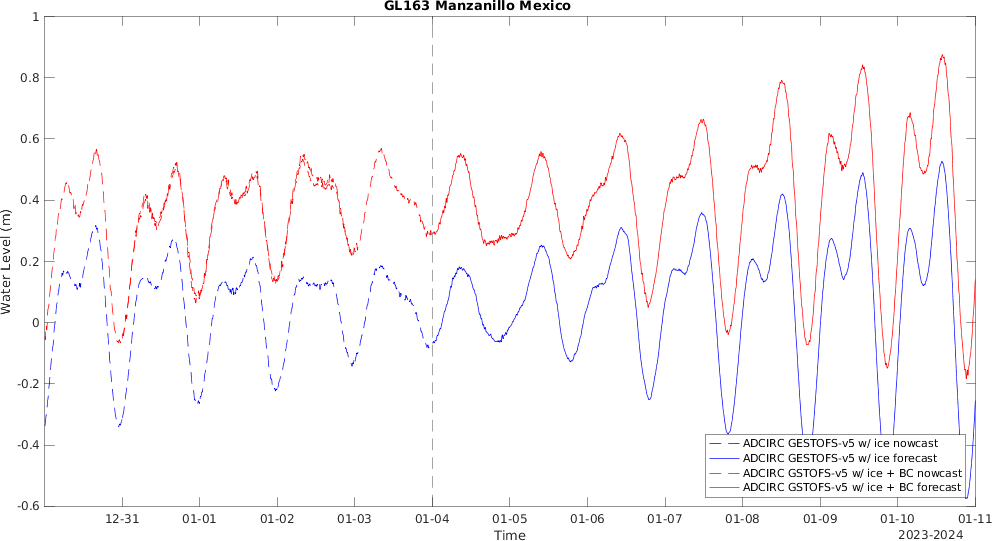 GL163 Manzanillo Mexico
1
0.8
0.6
0.4
0.2
0
-0.2
-0.4
-0.6
Water Level (m)
ADCIRC GESTOFS-v5 w/ ice nowcast
ADCIRC GESTOFS-v5 w/ ice forecast
ADCIRC GSTOFS-v5 w/ ice + BC nowcast
ADCIRC GSTOFS-v5 w/ ice + BC forecast
12-31 01-01 01-02 01-03 01-04 01-05 01-06 01-07 01-08 01-09 01-10 01-11
Time
2023-2024